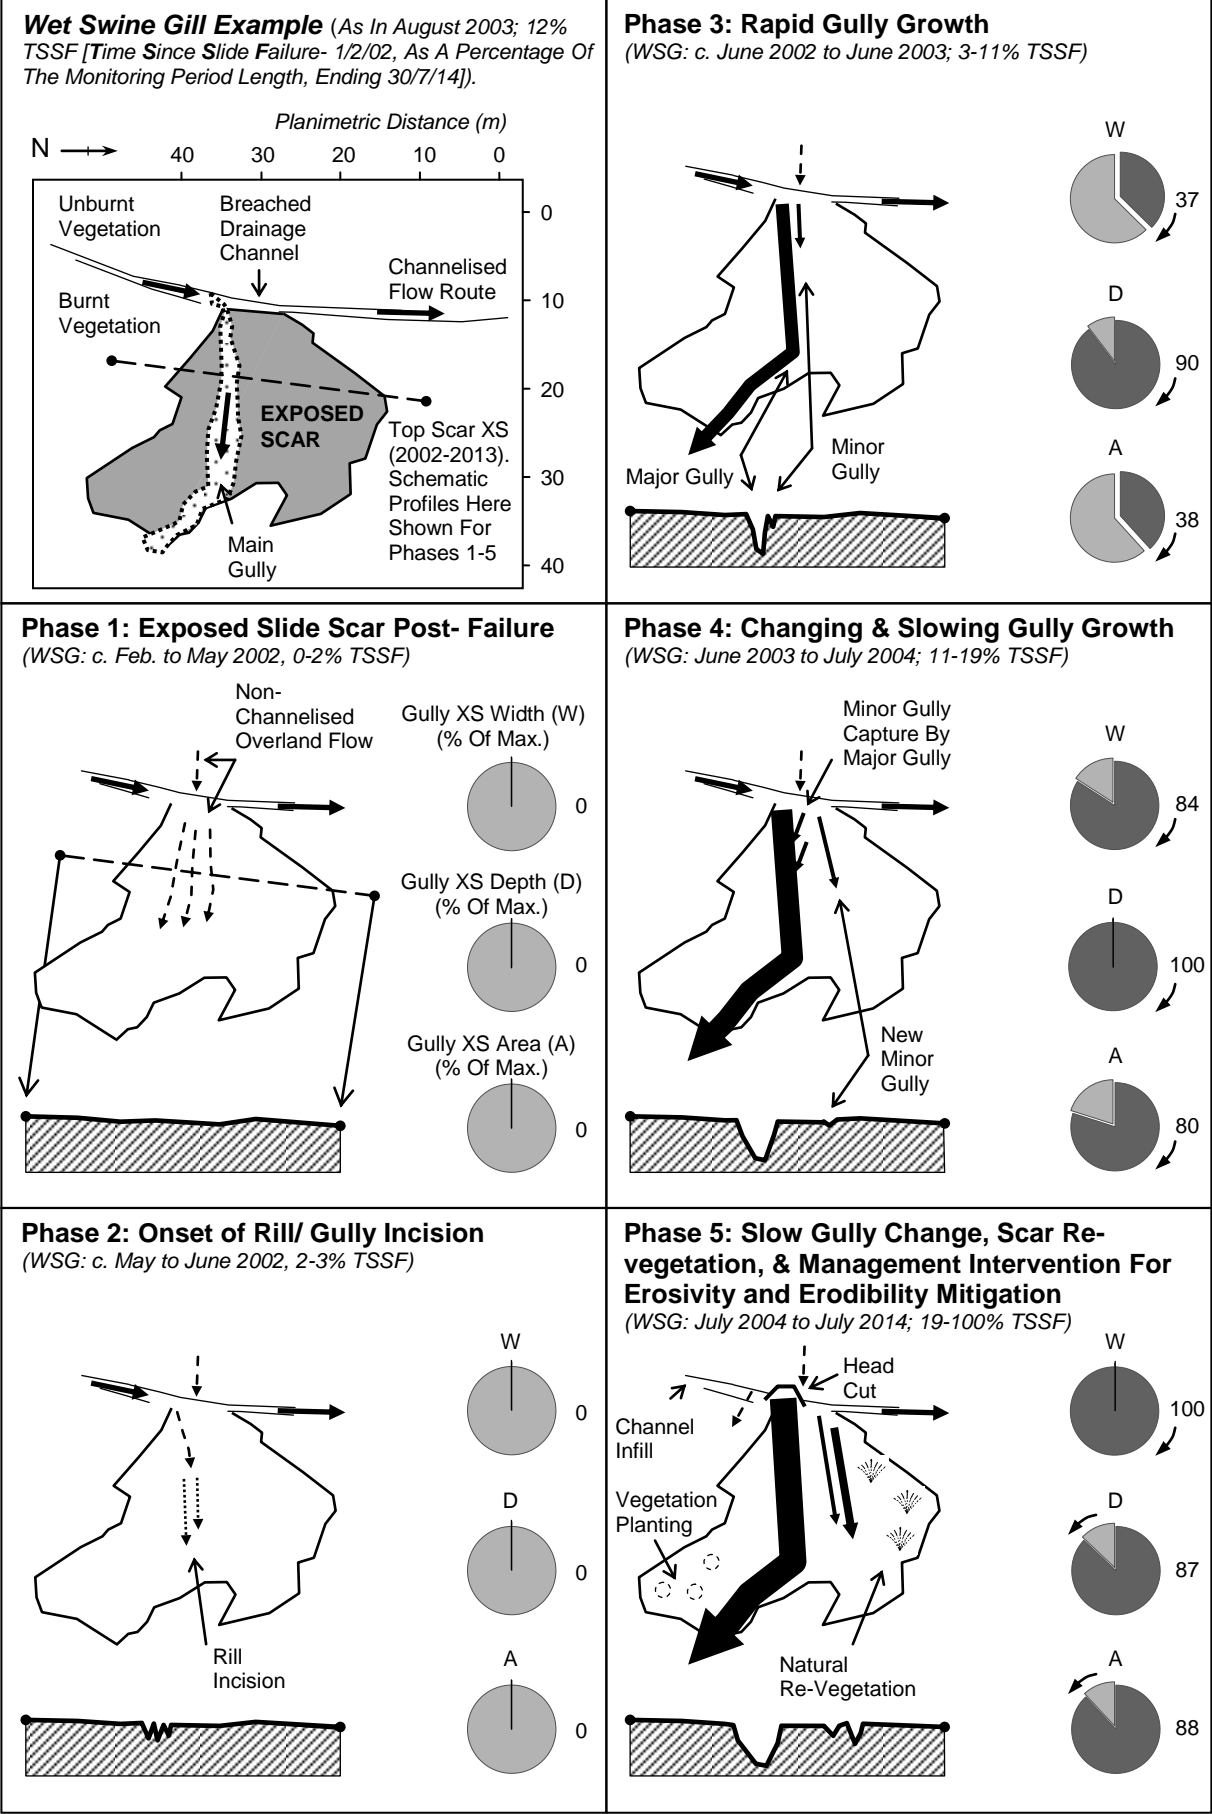 Wet Swine Gill Example (As In August 2003; 12%
TSSF [Time Since Slide Failure- 1/2/02, As A Percentage Of
The Monitoring Period Length, Ending 30/7/14]).
Planimetric Distance (m)
N
40 30 20 10 0
Unburnt
Vegetation
Breached
Drainage
Channel
0
Channelised
Flow Route
Burnt
Vegetation
10
20
EXPOSED
SCAR
Top Scar XS
(2002-2013).
Schematic
Profiles Here
Shown For
Phases 1-5
30
Main
Gully
40
Phase 3: Rapid Gully Growth
(WSG: c. June 2002 to June 2003; 3-11% TSSF)
W
37
D
90
A
38
Minor
Gully
Major Gully
Phase 1: Exposed Slide Scar Post- Failure
(WSG: c. Feb. to May 2002, 0-2% TSSF)
Non-
Channelised
Overland Flow
Gully XS Width (W)
(% Of Max.)
0
Gully XS Depth (D)
(% Of Max.)
0
Gully XS Area (A)
(% Of Max.)
0
Phase 4: Changing & Slowing Gully Growth
(WSG: June 2003 to July 2004; 11-19% TSSF)
Minor Gully
Capture By
Major Gully
W
84
D
100
New
Minor
Gully
A
80
Phase 2: Onset of Rill/ Gully Incision
(WSG: c. May to June 2002, 2-3% TSSF)
W
0
D
0
Rill
Incision
A
0
Phase 5: Slow Gully Change, Scar Re-
vegetation, & Management Intervention For
Erosivity and Erodibility Mitigation
(WSG: July 2004 to July 2014; 19-100% TSSF)
Head
Cut
W
100
Channel
Infill
Vegetation
Planting
D
87
Natural
Re-Vegetation
A
88